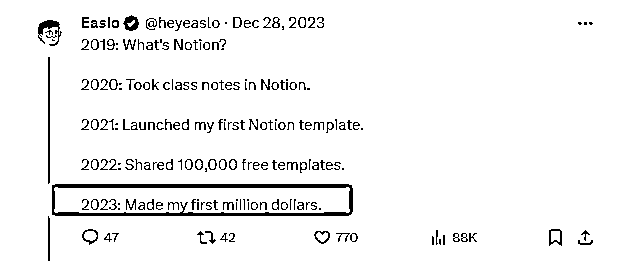 Easlo @heyeaslo · Dec 28, 2023
2019: What's Notion?
2020: Took class notes in Notion.
2021: Launched my first Notion template.
2022: Shared 100,000 free templates.
2023: Made my first million dollars.
47 42 770 88K